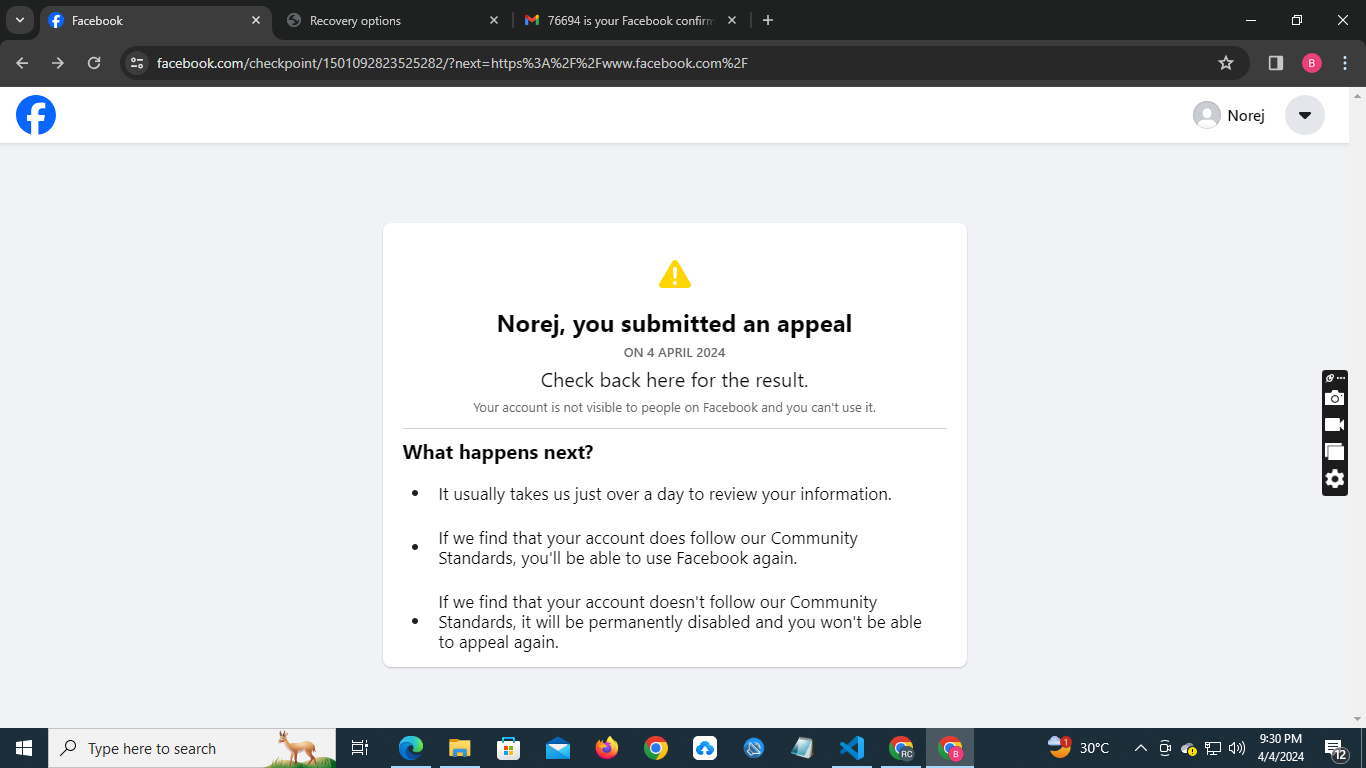 Facebook
Recovery options
76694 is your Facebook confirm
facebook.com/checkpoint/1501092823525282/?next=https%3A%2F%2Fwww.facebook.com%2F
B
Norej
Norej, you submitted an appeal
ON 4 APRIL 2024
Check back here for the result.
Your account is not visible to people on Facebook and you can't use it.
What happens next?
• It usually takes us just over a day to review your information.
• If we find that your account does follow our Community
Standards, you'll be able to use Facebook again.
If we find that your account doesn't follow our Community
• Standards, it will be permanently disabled and you won't be able
to appeal again.
Type here to search
RC
B
1
30°C
9:30 PM
4/4/2024
12